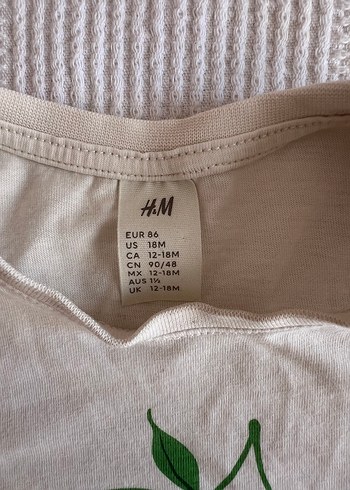 H&M
EUR 86
US 18M
CA 12-18M
CN 90/48
MX 12-18M
AUS 1½
UK 12-18M